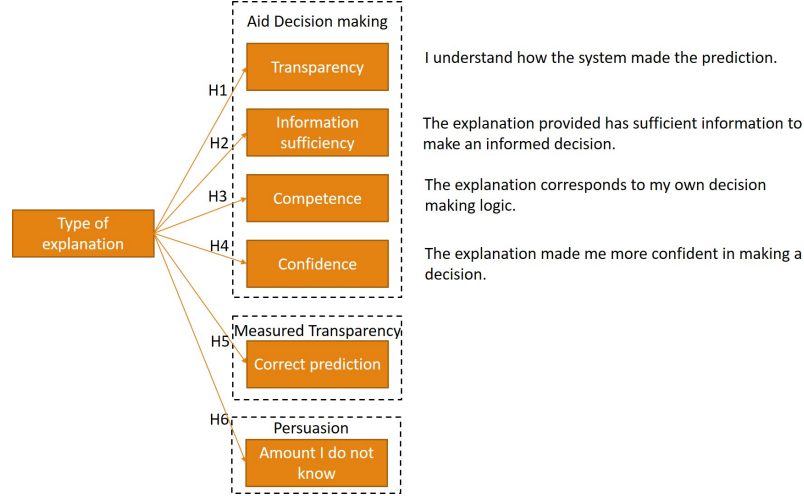 Aid Decision making
Transparency
I understand how the system made the prediction.
H1
Information
sufficiency
The explanation provided has sufficient information to
make an informed decision.
H2
Competence
The explanation corresponds to my own decision
making logic.
H3
Type of
explanation
H4
Confidence
The explanation made me more confident in making a
decision.
Measured Transparency
H5
Correct prediction
H6
Persuasion
Amount I do not
know